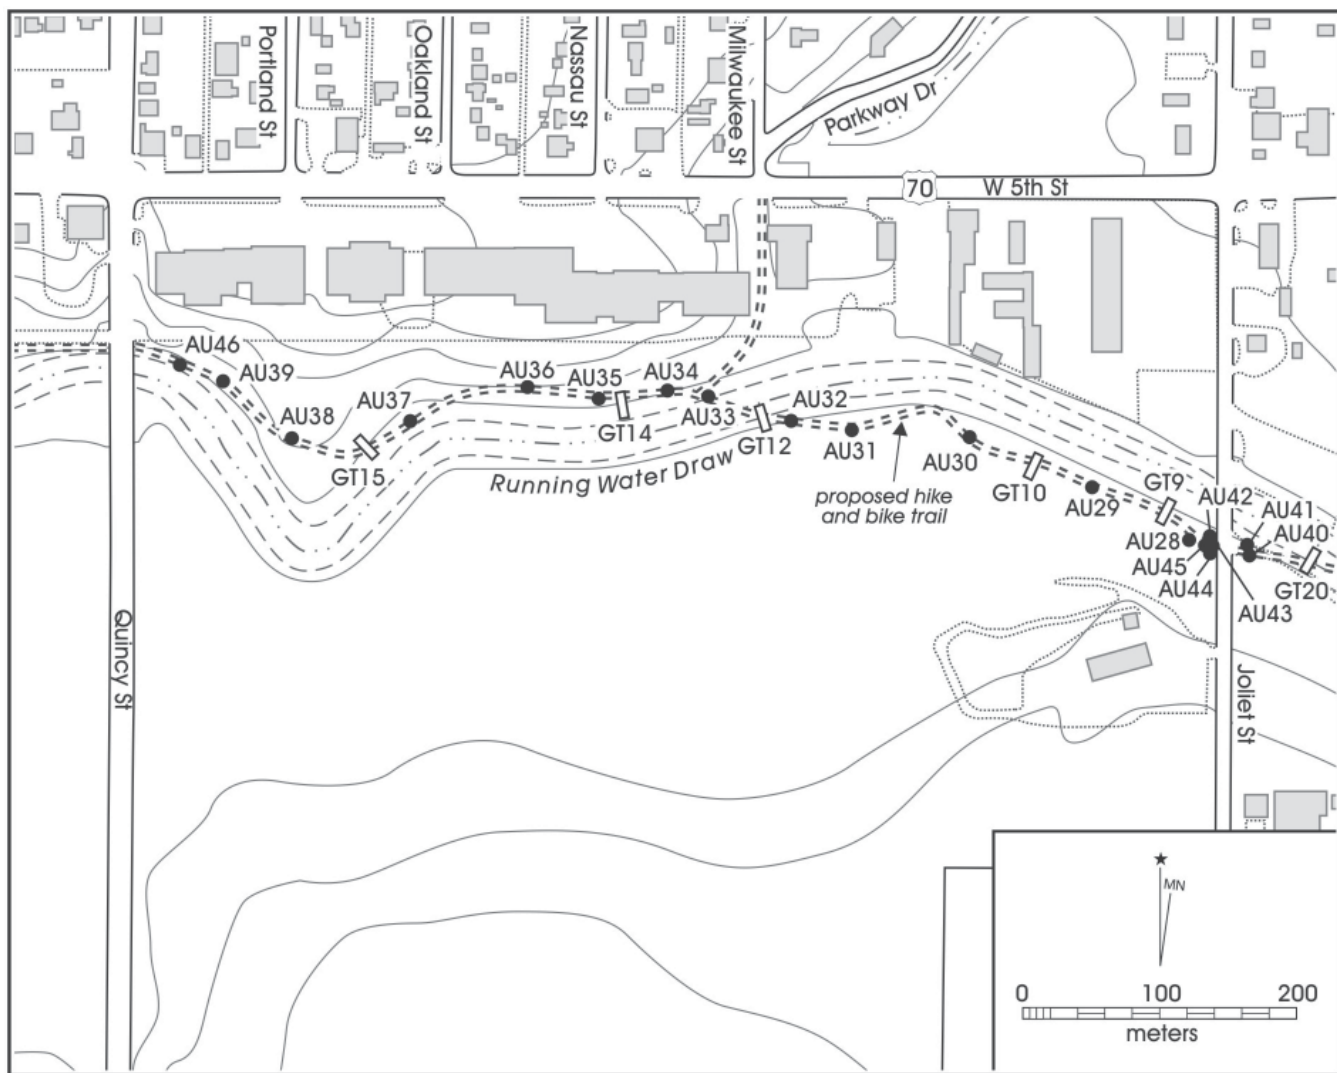 Portland St
Oakland St
Nassau St
Milwaukee St
Parkway Dr
70
W 5th St
AU46
AU39
AU38
AU37
GT15
AU36
AU35
AU34
GT14
AU33
AU32
GT12
AU31
Running Water Draw
proposed hike
and bike trail
AU30
GT10
AU29
GT9
AU42
AU41
AU40
AU28
AU45
AU44
AU43
GT20
Quincy St
Joliet St
MN
0 100 200
meters